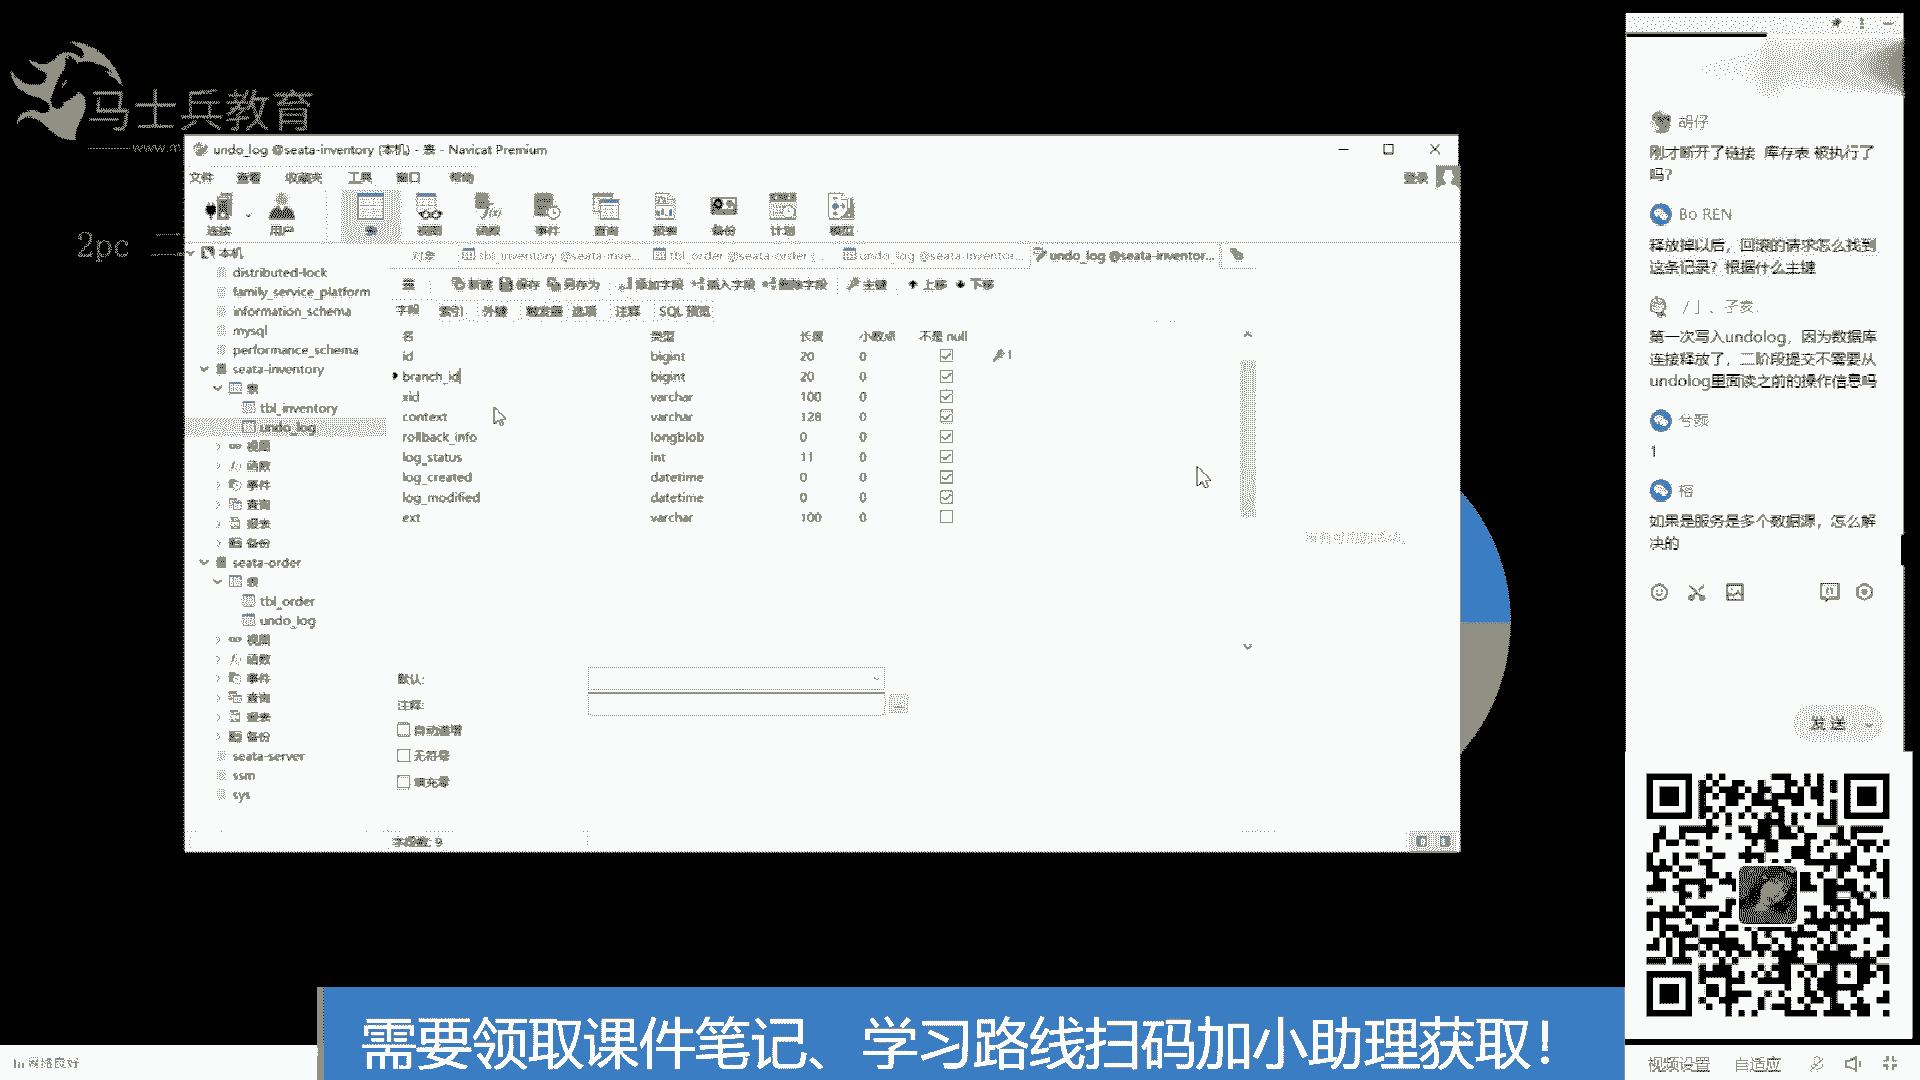 马士兵教育
www.m
2pc 二
undo_log @seata-inventory (本机) - 表 - Navicat Premium
文件 查看 收藏夹 工具 窗口 帮助
登录
连接 用户 表 视图 函数 事件 查询 报表 备份 计划 模型
对象 tbl_inventory @seata-inve... tbl_order @seata-order (... undo_log @seata-inventor... undo_log @seata-inventor...
新建 保存 另存为 添加字段 插入字段 删除字段 主键 上移 下移
字段 索引 外键 触发器 选项 注释 SQL 预览
名 类型 长度 小数点 不是 null
id bigint 20 0 1
branch_id bigint 20 0
xid varchar 100 0
context varchar 128 0
rollback_info longblob 0 0
log_status int 11 0
log_created datetime 0 0
log_modified datetime 0 0
ext varchar 100 0
没有可用的活动。
默认:
注释:
自动递增
无符号
填充零
字段数: 9
本机
distributed-lock
family_service_platform
information_schema
mysql
performance_schema
seata-inventory
表
tbl_inventory
undo_log
视图
函数
事件
查询
报表
备份
seata-order
表
tbl_order
undo_log
视图
函数
事件
查询
报表
备份
seata-server
ssm
sys
胡仔
刚才断开了链接 库存表 被执行了
吗?
Bo REN
释放掉以后，回滚的请求怎么找到
这条记录？根据什么主键
第一次写入undolog，因为数据库
连接释放了，二阶段提交不需要从
undolog里面读之前的操作信息吗
兮颜
1
榕
如果是服务是多个数据源，怎么解
决的
发 送
需要领取课件笔记、学习路线扫码加小助理获取！
网络良好
视频设置 自适应